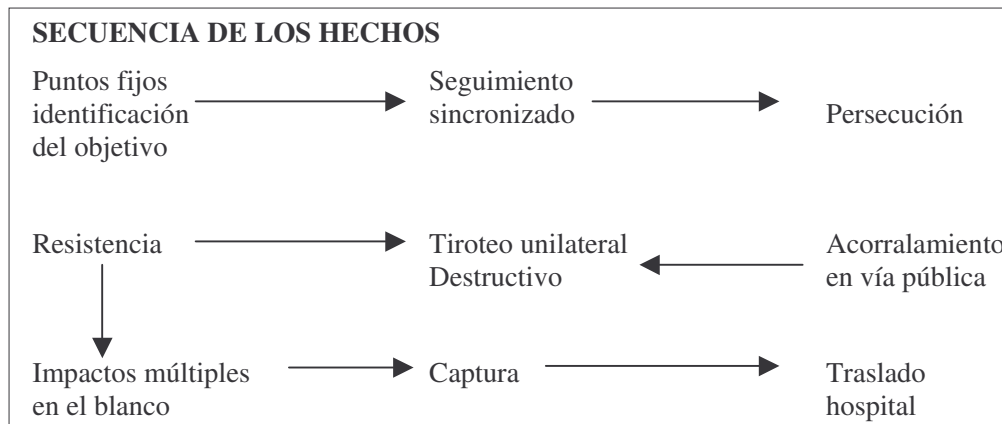 SECUENCIA DE LOS HECHOS
Puntos fijos
identificación
del objetivo
Seguimiento
sincronizado
Persecución
Resistencia
Tiroteo unilateral
Destructivo
Acorralamiento
en vía pública
Impactos múltiples
en el blanco
Captura
Traslado
hospital